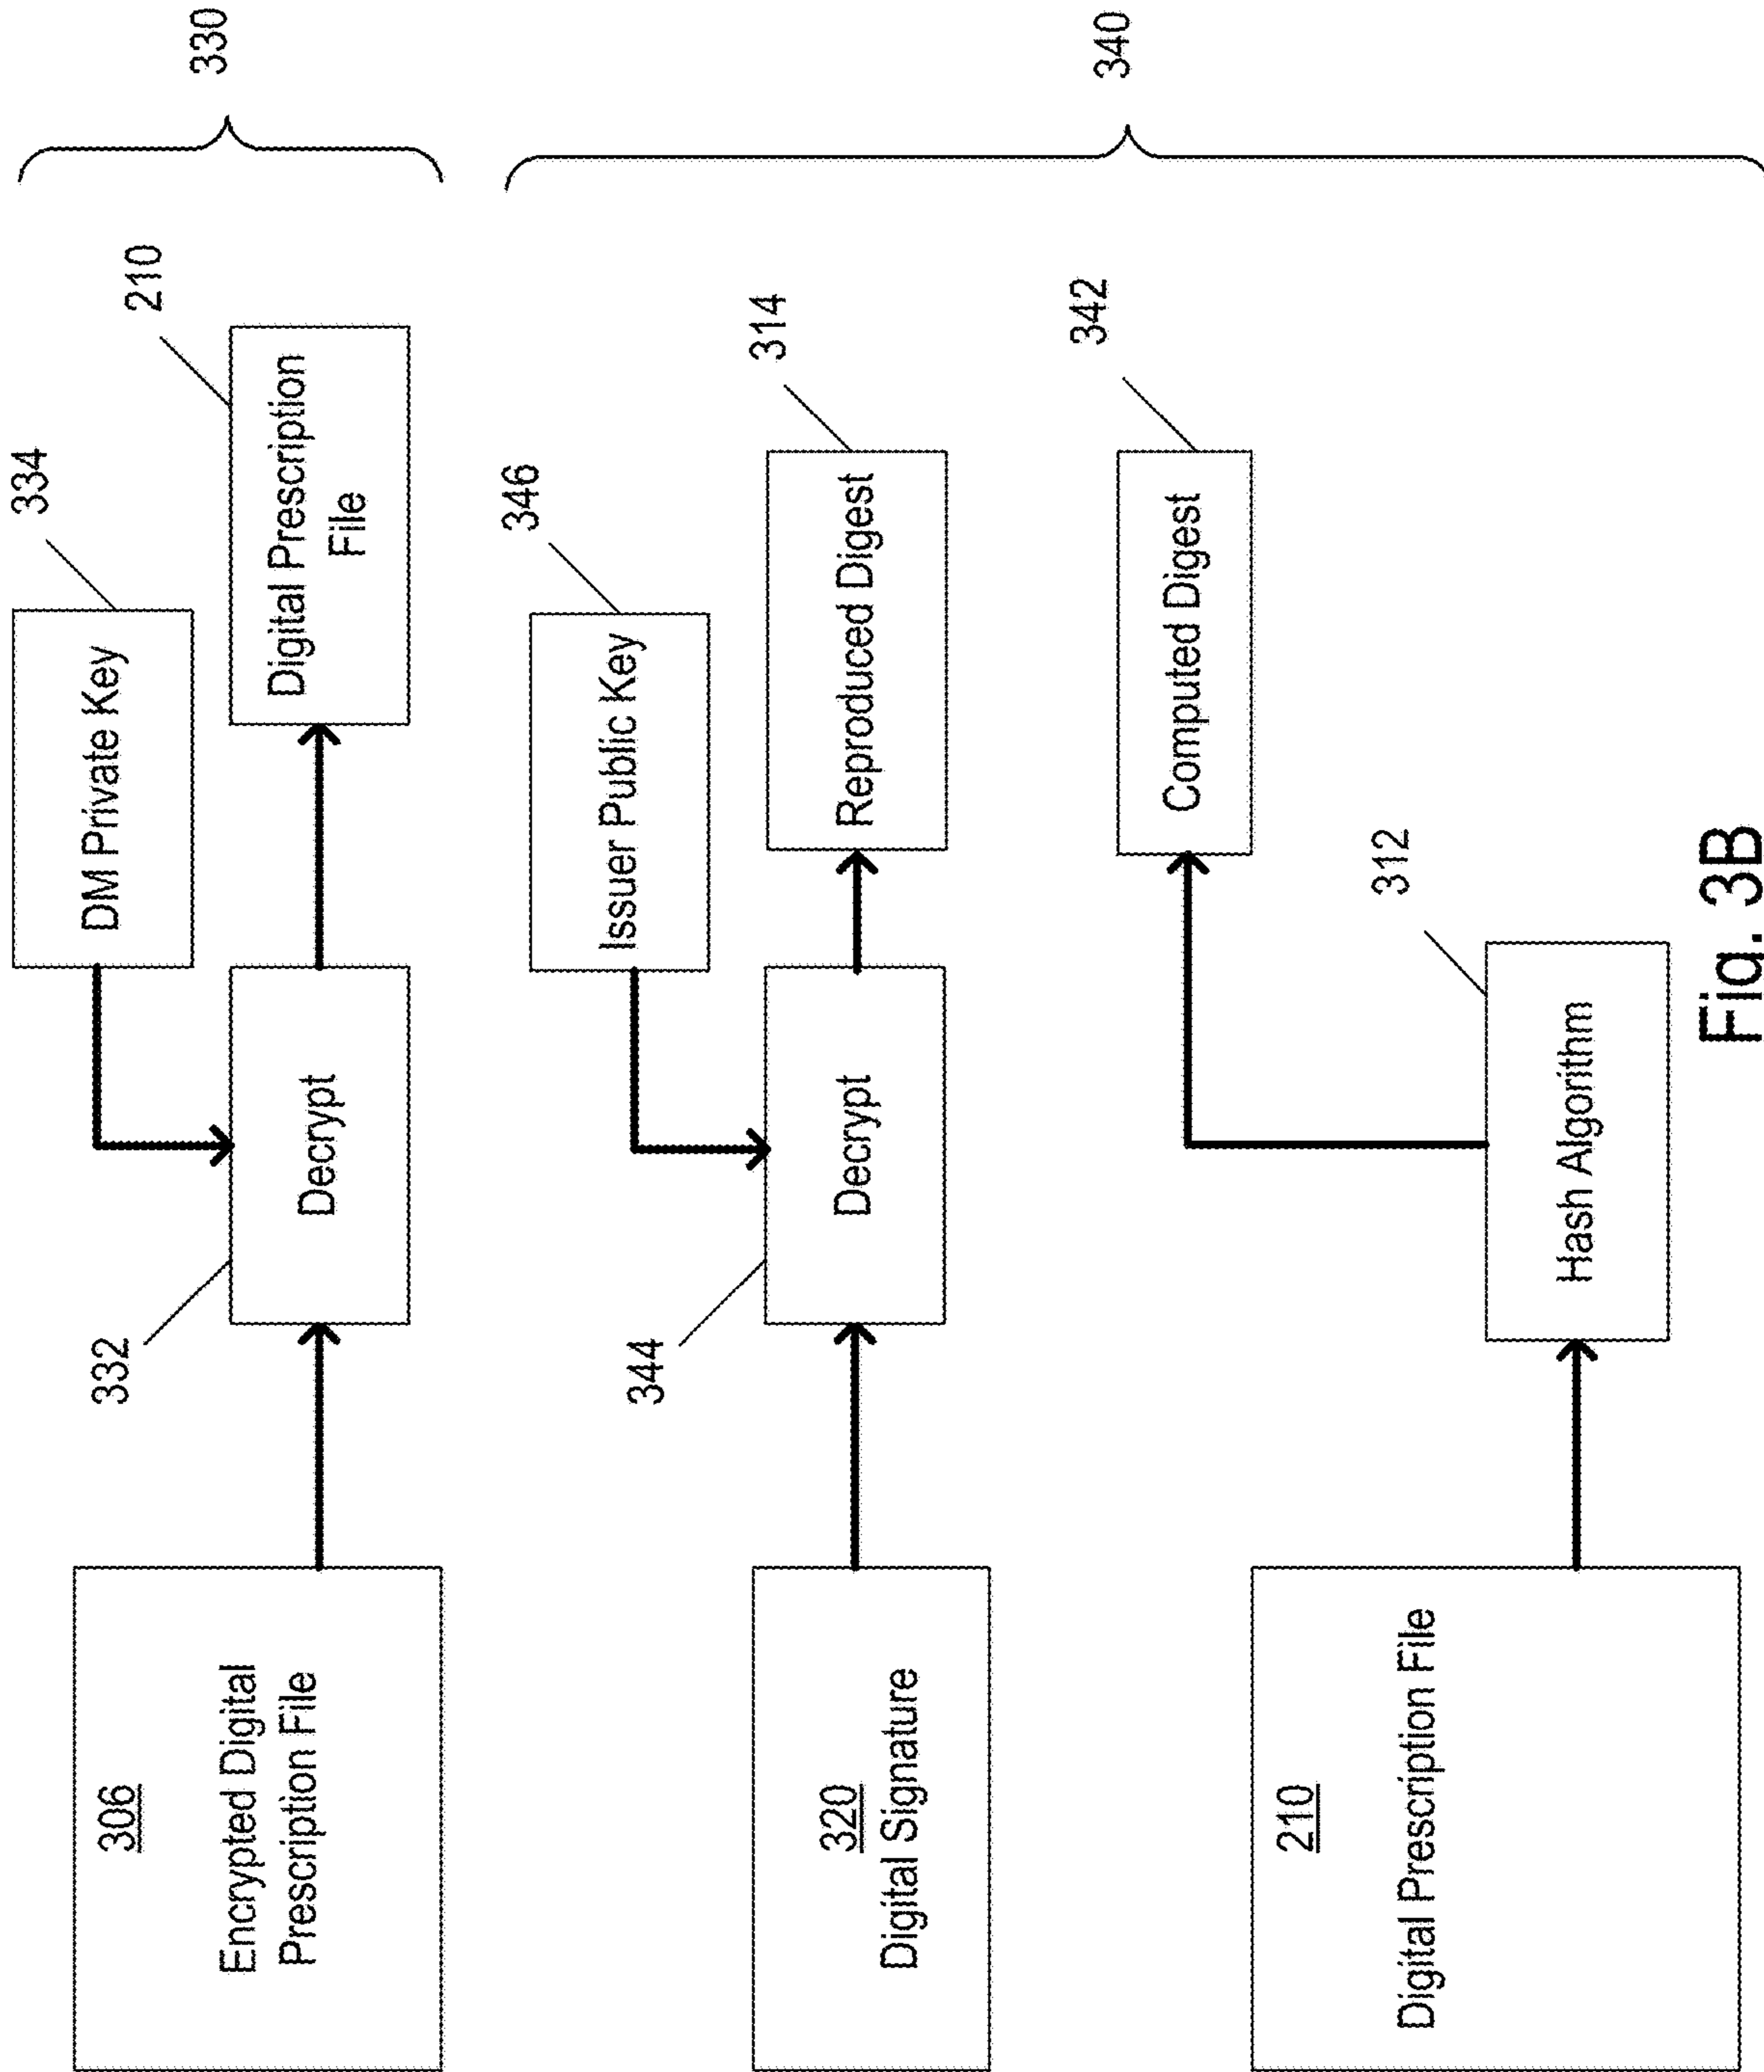 334
DM Private Key
330
306
Encrypted Digital
Prescription File
332
Decrypt
210
Digital Prescription
File
346
Issuer Public Key
320
Digital Signature
344
Decrypt
314
Reproduced Digest
340
342
Computed Digest
210
Digital Prescription File
312
Hash Algorithm
Fig. 3B